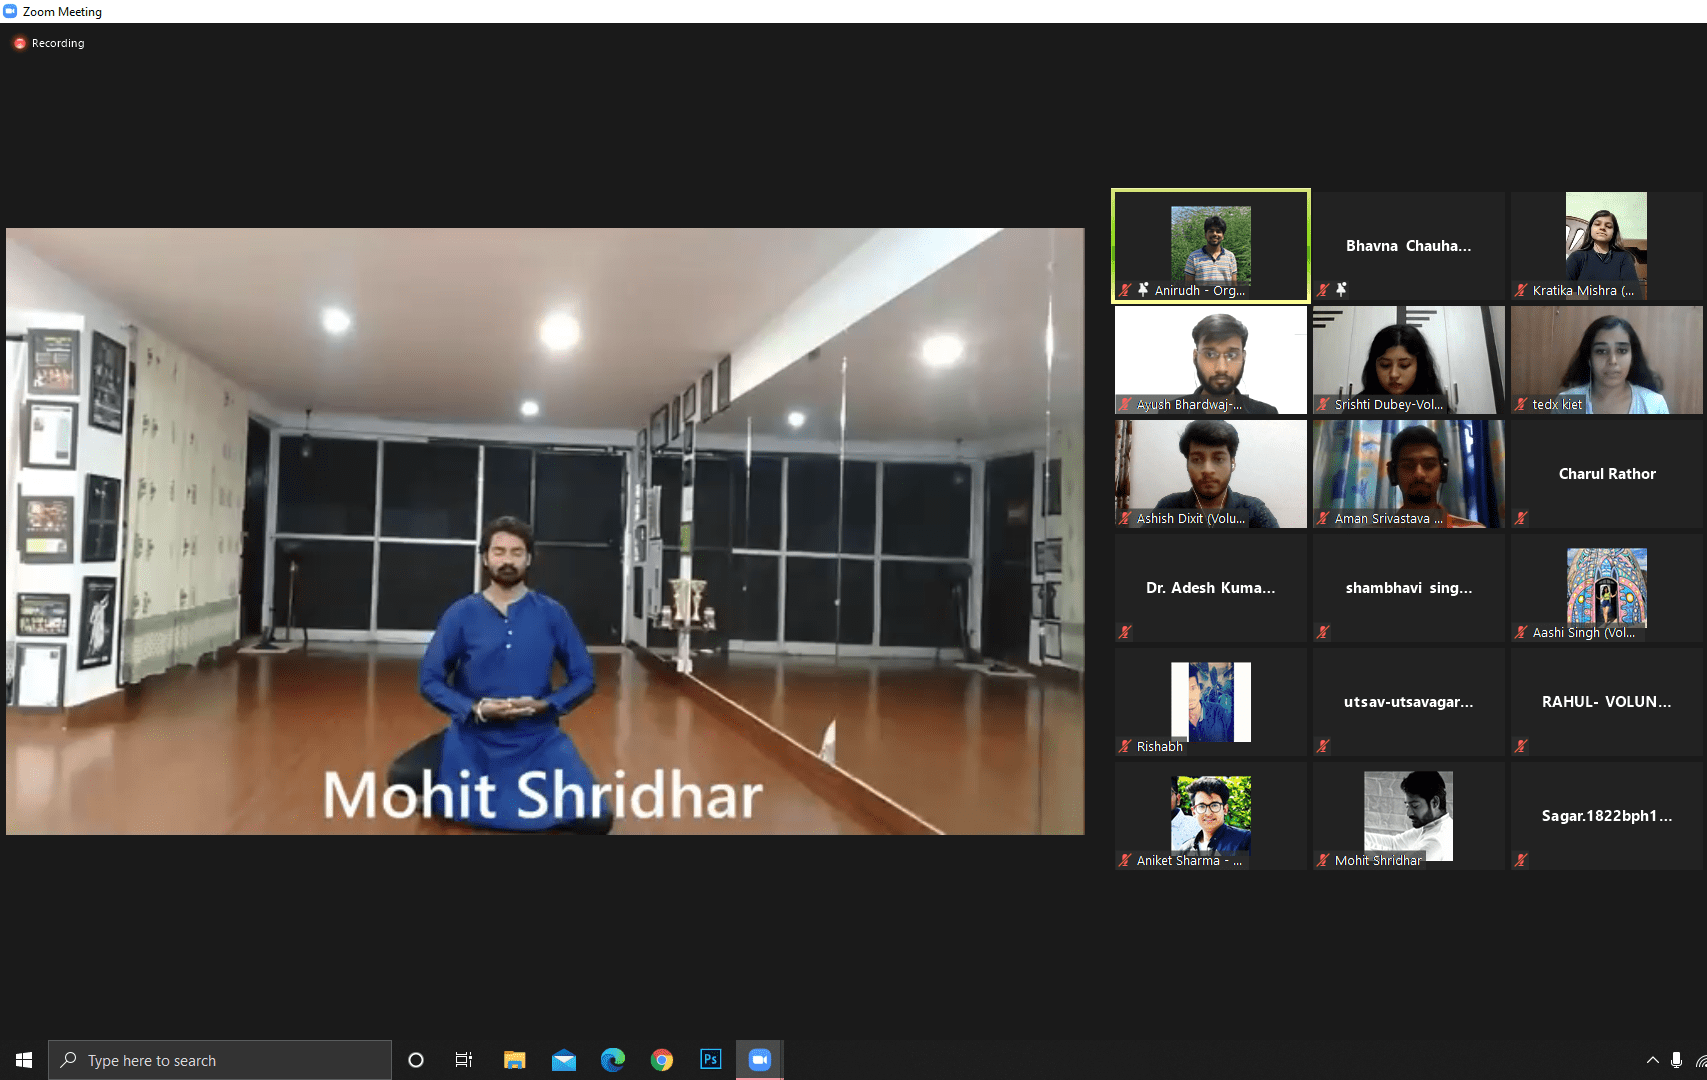 Zoom Meeting
Recording
Mohit Shridhar
Anirudh - Org...
Bhavna Chauha...
Kratika Mishra (...
Ayush Bhardwaj-...
Srishti Dubey-Vol...
tedx kiet
Ashish Dixit (Volu...
Aman Srivastava ...
Charul Rathor
Dr. Adesh Kuma...
shambhavi sing...
Aashi Singh (Vol...
Rishabh
utsav-utsavagar...
RAHUL- VOLUN...
Aniket Sharma - ...
Mohit Shridhar
Sagar.1822bph1...
Type here to search
Ps